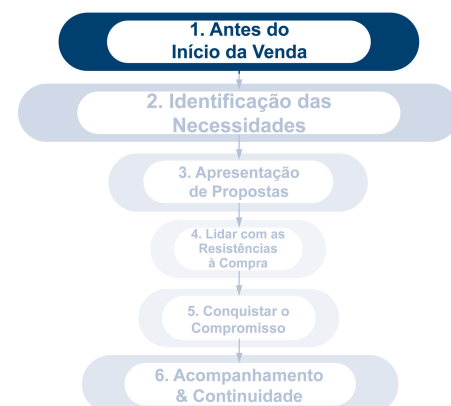 1. Antes do
Início da Venda
2. Identificação das
Necessidades
3. Apresentação
de Propostas
4. Lidar com as
Resistências
à Compra
5. Conquistar o
Compromisso
6. Acompanhamento
& Continuidade